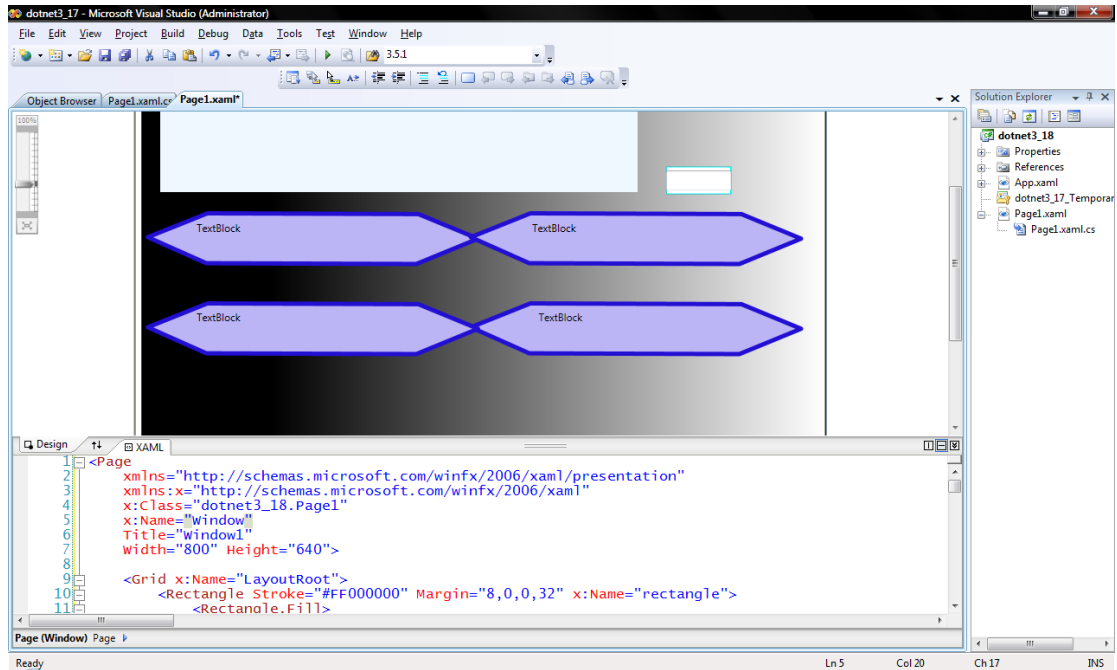 dotnet3_17 - Microsoft Visual Studio (Administrator)
File Edit View Project Build Debug Data Tools Test Window Help
3.5.1
Object Browser Page1.xaml.cs Page1.xaml*
Solution Explorer
100%
dotnet3_18
Properties
References
App.xaml
dotnet3_17_Temporar
Page1.xaml
Page1.xaml.cs
TextBlock TextBlock
TextBlock TextBlock
Design XAML
1 <Page
2 xmlns="http://schemas.microsoft.com/winfx/2006/xaml/presentation"
3 xmlns:x="http://schemas.microsoft.com/winfx/2006/xaml"
4 x:Class="dotnet3_18.Page1"
5 x:Name="Window"
6 Title="Window1"
7 Width="800" Height="640">
8
9 <Grid x:Name="LayoutRoot">
10 <Rectangle Stroke="#FF000000" Margin="8,0,0,32" x:Name="rectangle">
11 <Rectangle.Fill>
Page (Window) Page
Ready Ln 5 Col 20 Ch 17 INS